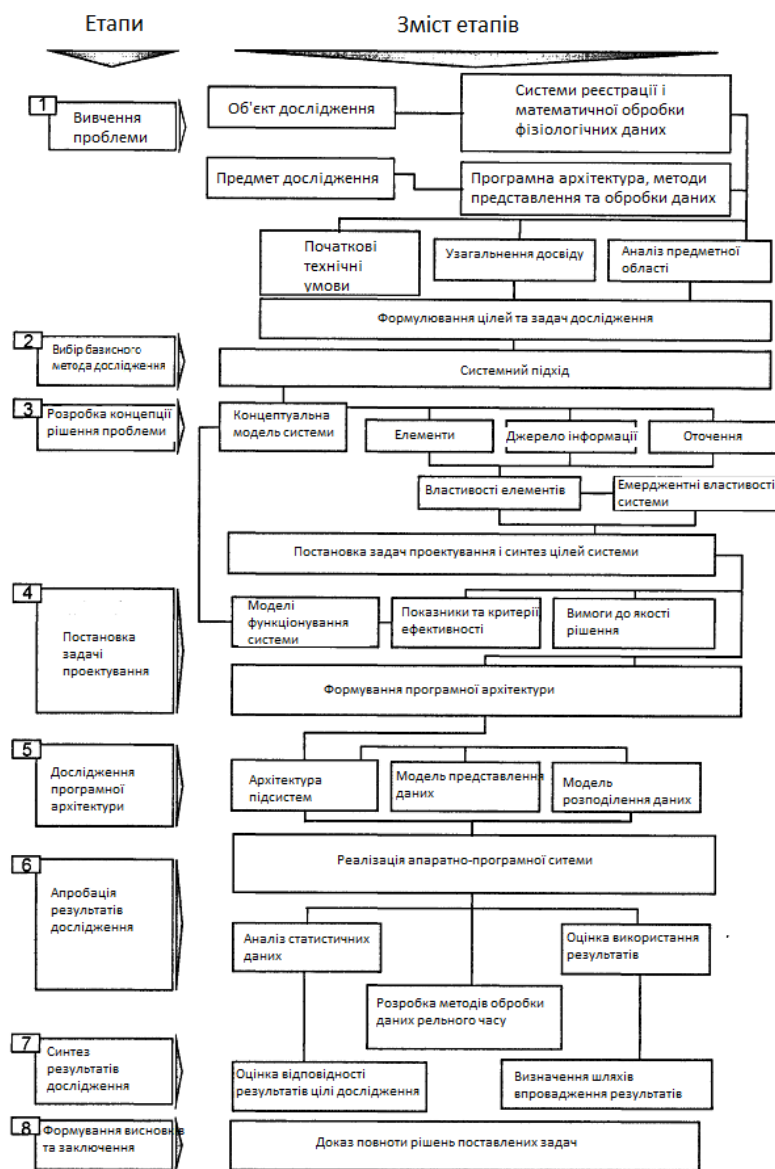 Етапи
Зміст етапів
1
Вивчення
проблеми
Об'єкт дослідження
Системи реєстрації і
математичної обробки
фізіологічних даних
Предмет дослідження
Програмна архітектура, методи
представлення та обробки даних
Початкові
технічні
умови
Узагальнення досвіду
Аналіз предметної
області
Формулювання цілей та задач дослідження
2
Вибір базисного
метода дослідження
Системний підхід
3
Розробка концепції
рішення проблеми
Концептуальна
модель системи
Елементи
Джерело інформації
Оточення
Властивості елементів
Емерджентні властивості
системи
Постановка задач проектування і синтез цілей системи
4
Постановка
задачі
проектування
Моделі
функціонування
системи
Показники та критерії
ефективності
Вимоги до якості
рішення
Формування програмної архітектури
5
Дослідження
програмної
архітектури
Архітектура
підсистем
Модель представлення
даних
Модель
розподілення даних
6
Апробація
результатів
дослідження
Реалізація апаратно-програмної ситеми
Аналіз статистичних
даних
Оцінка використання
результатів
Розробка методів обробки
даних рельного часу
7
Синтез
результатів
дослідження
Оцінка відповідності
результатів цілі дослідження
Визначення шляхів
впровадження результатів
8
Формування висновків
та заключення
Доказ повноти рішень поставлених задач